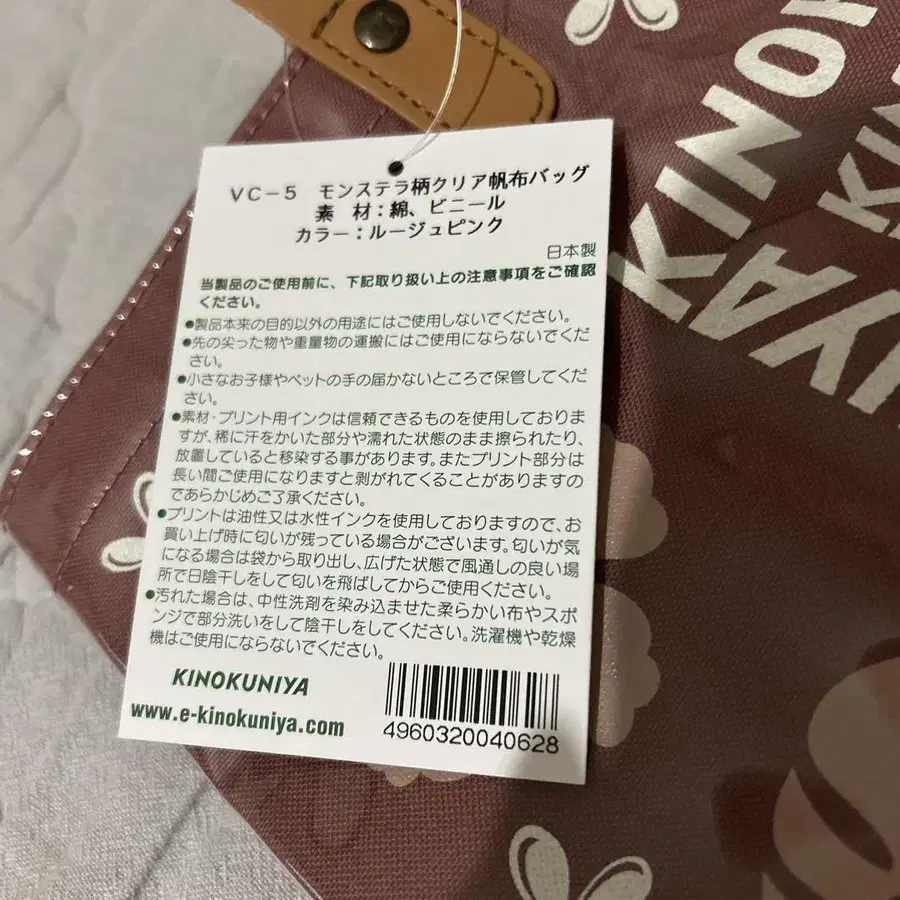 VC-5 モンステラ柄クリア帆布バッグ
素 材:綿、ビニール
カラー:ルージュピンク
日本製
当製品のご使用前に、下記取り扱い上の注意事項をご確認
ください。
●製品本来の目的以外の用途にはご使用しないでください。
●先の尖った物や重量物の運搬にはご使用にならないでくだ
さい。
●小さなお子様やペットの手の届かないところで保管してくだ
さい。
●素材・プリント用インクは信頼できるものを使用しておりま
すが、稀に汗をかいた部分や濡れた状態のまま擦られたり、
放置していると移染する事があります。またプリント部分は
長い間ご使用になりますと剥がれてくることがありますの
であらかじめご了承ください。
●プリントは油性又は水性インクを使用しておりますので、お
買い上げ時に匂いが残っている場合がございます。匂いが気
になる場合は袋から取り出し、広げた状態で風通しの良い場
所で日陰干しをして匂いを飛ばしてからご使用ください。
●汚れた場合は、中性洗剤を染み込ませた柔らかい布やスポ
ンジで部分洗いをして陰干しをしてください。洗濯機や乾燥
機はご使用にならないでください。
KINOKUNIYA
www.e-kinokuniya.com
4960320040628
KINO
KIN
YA